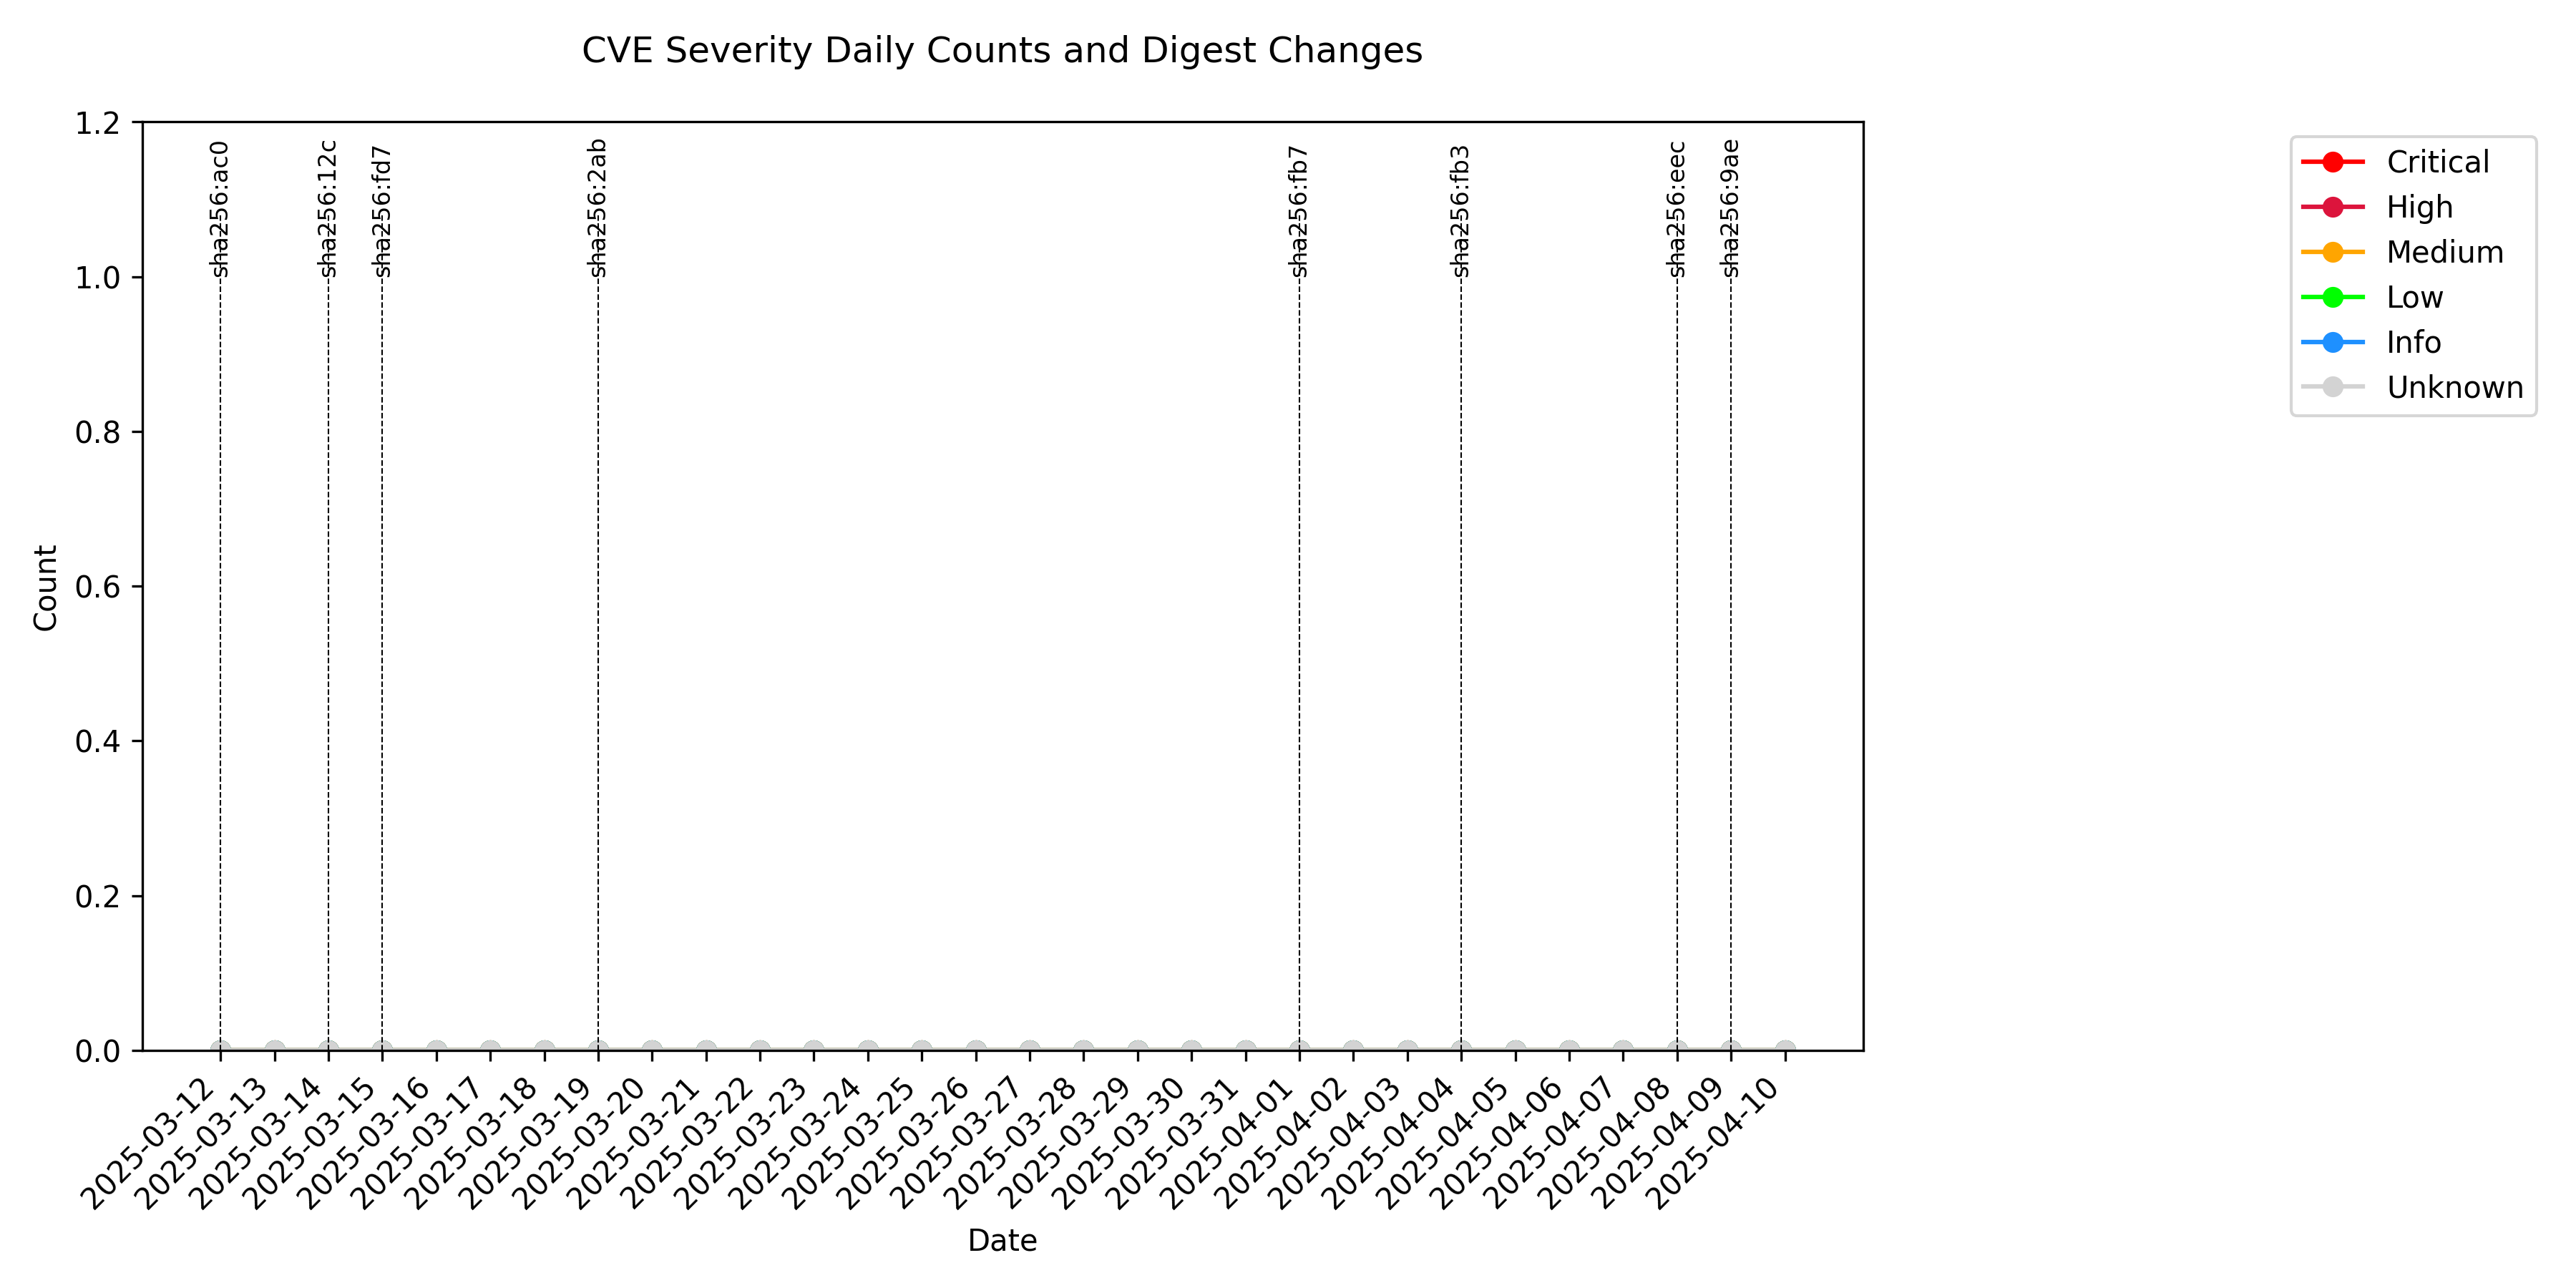 CVE Severity Daily Counts and Digest Changes
1.2
1.0
0.8
0.6
0.4
0.2
0.0
Count
sha256:ac0
sha256:12c
sha256:fd7
sha256:2ab
sha256:fb7
sha256:fb3
sha256:eec
sha256:9ae
Critical
High
Medium
Low
Info
Unknown
2025-03-12
2025-03-13
2025-03-14
2025-03-15
2025-03-16
2025-03-17
2025-03-18
2025-03-19
2025-03-20
2025-03-21
2025-03-22
2025-03-23
2025-03-24
2025-03-25
2025-03-26
2025-03-27
2025-03-28
2025-03-29
2025-03-30
2025-03-31
2025-04-01
2025-04-02
2025-04-03
2025-04-04
2025-04-05
2025-04-06
2025-04-07
2025-04-08
2025-04-09
2025-04-10
Date